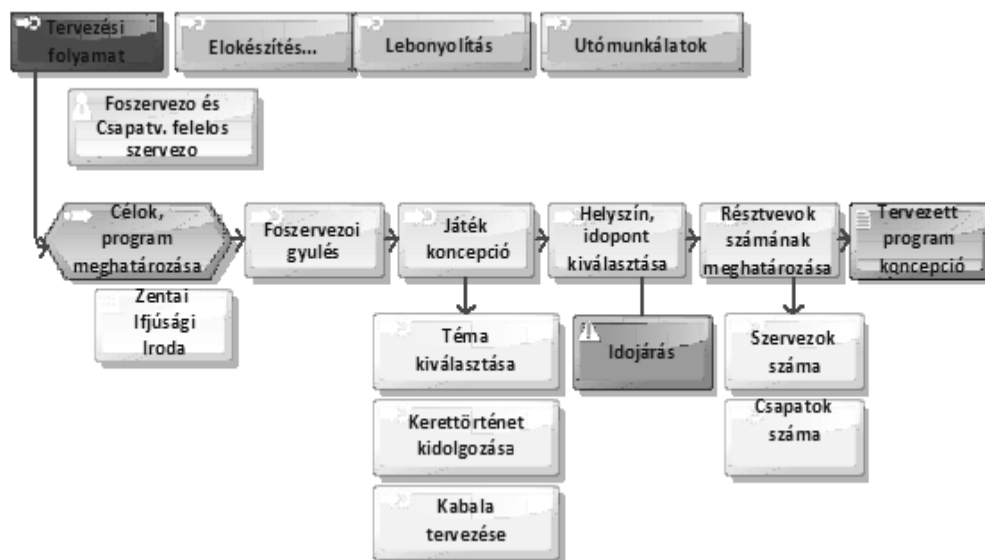 Tervezési
folyamat
Elokészítés...
Lebonyolítás
Utómunkálatok
Foszervezo és
Csapatv. felelos
szervezo
Célok,
program
meghatározása
Foszervezoi
gyulés
Játék
koncepció
Helyszín,
idopont
kiválasztása
Résztvevok
számának
meghatározása
Tervezett
program
koncepció
Zentai
Ifjúsági
Iroda
Téma
kiválasztása
Idojárás
Szervezok
száma
Kerettörténet
kidolgozása
Csapatok
száma
Kabala
tervezése